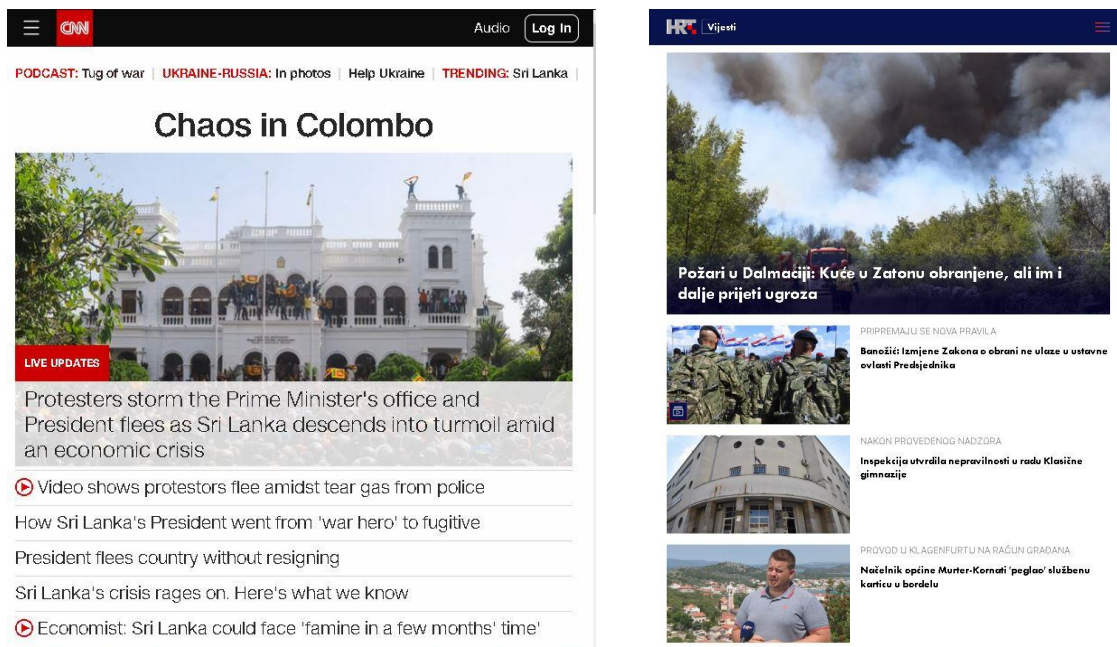 CNN
Audio
Log In
PODCAST: Tug of war | UKRAINE-RUSSIA: In photos | Help Ukraine | TRENDING: Sri Lanka |
Chaos in Colombo
LIVE UPDATES
Protesters storm the Prime Minister's office and
President flees as Sri Lanka descends into turmoil amid
an economic crisis
Video shows protestors flee amidst tear gas from police
How Sri Lanka's President went from 'war hero' to fugitive
President flees country without resigning
Sri Lanka's crisis rages on. Here's what we know
Economist: Sri Lanka could face 'famine in a few months' time'
HRT Vijesti
Požari u Dalmaciji: Kuće u Zatonu obranjene, ali im i
dalje prijeti ugroza
PRIPREMAJU SE NOVA PRAVILA
Banožić: Izmjene Zakona o obrani ne ulaze u ustavne
ovlasti Predsjednika
NAKON PROVEDENOG NADZORA
Inspekcija utvrdila nepravilnosti u radu Klasične
gimnazije
PROVOD U KLAGENFURTU NA RAČUN GRAĐANA
Načelnik općine Murter-Kornati 'peglao' službenu
karticu u bordelu